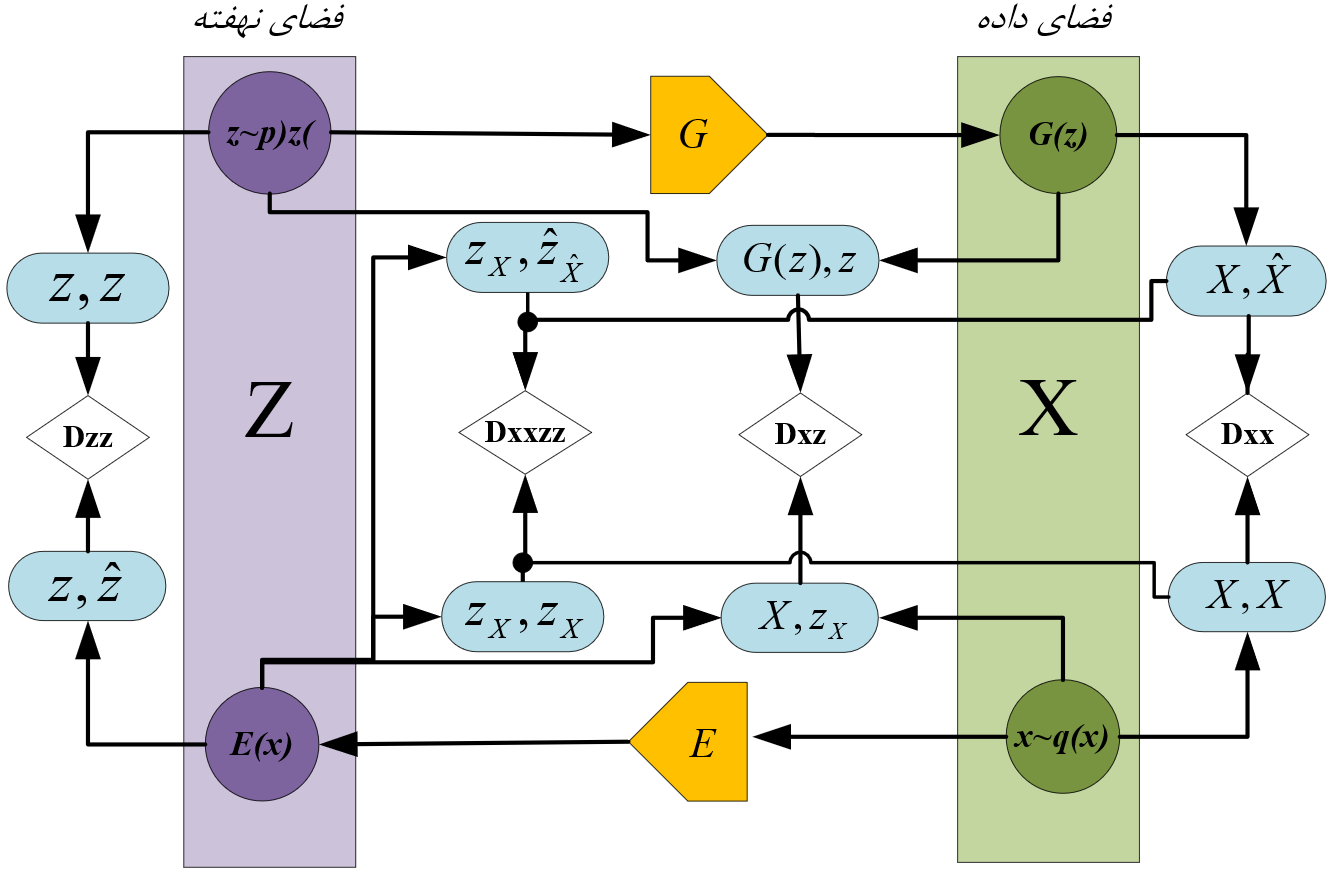 فضای نهفته
فضای داده
z~p)z(
G
G(z)
z_X, ẑ_X̂
G(z), z
X, X̂
z, z
Z
X
Dzz
Dxxzz
Dxz
Dxx
z, ẑ
z_X, z_X
X, z_X
X, X
E(x)
E
x~q(x)